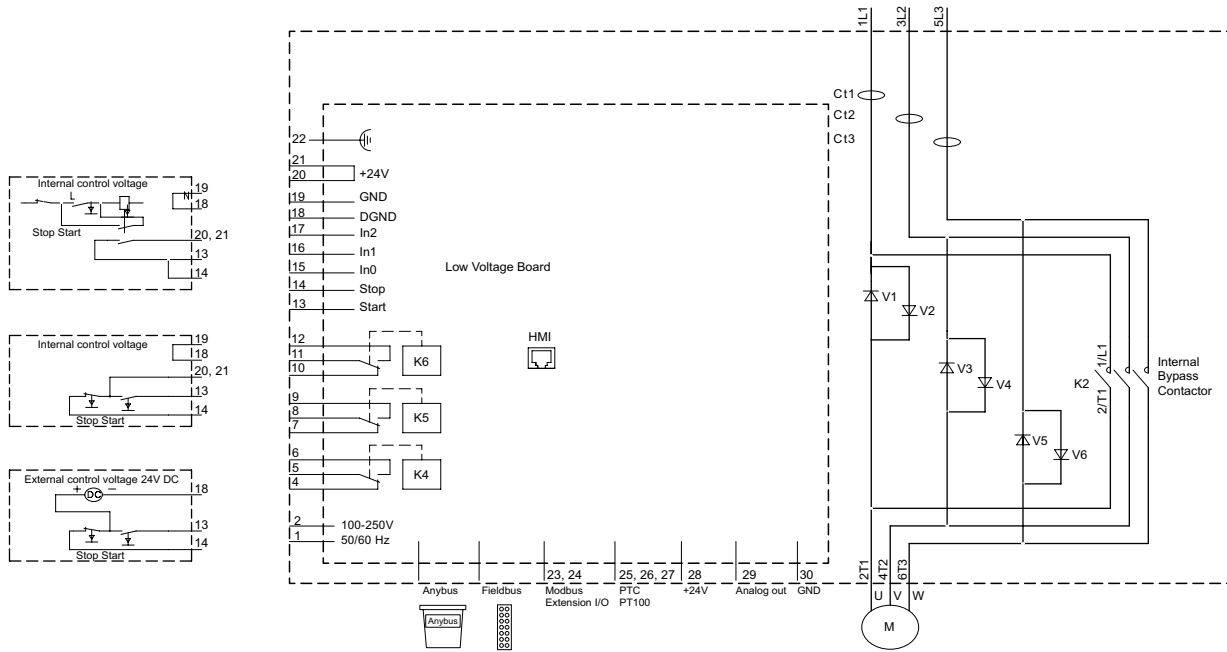 1L1
3L2
5L3
Ct1
Ct2
Ct3
22
21
20
+24V
19
GND
18
DGND
17
In2
16
In1
15
In0
14
Stop
13
Start
Low Voltage Board
HMI
12
11
10
K6
9
8
7
K5
6
5
4
K4
2
100-250V
1
50/60 Hz
Internal control voltage
L
N
19
18
Stop Start
20, 21
13
14
Internal control voltage
19
18
20, 21
13
14
Stop Start
External control voltage 24V DC
+
DC
−
18
13
14
Stop Start
V1
V2
V3
V4
V5
V6
K2
1/L1
2/T1
Internal
Bypass
Contactor
Anybus
Fieldbus
23, 24
Modbus
Extension I/O
25, 26, 27
PTC
PT100
28
+24V
29
Analog out
30
GND
Anybus
2T1
4T2
6T3
U
V
W
M